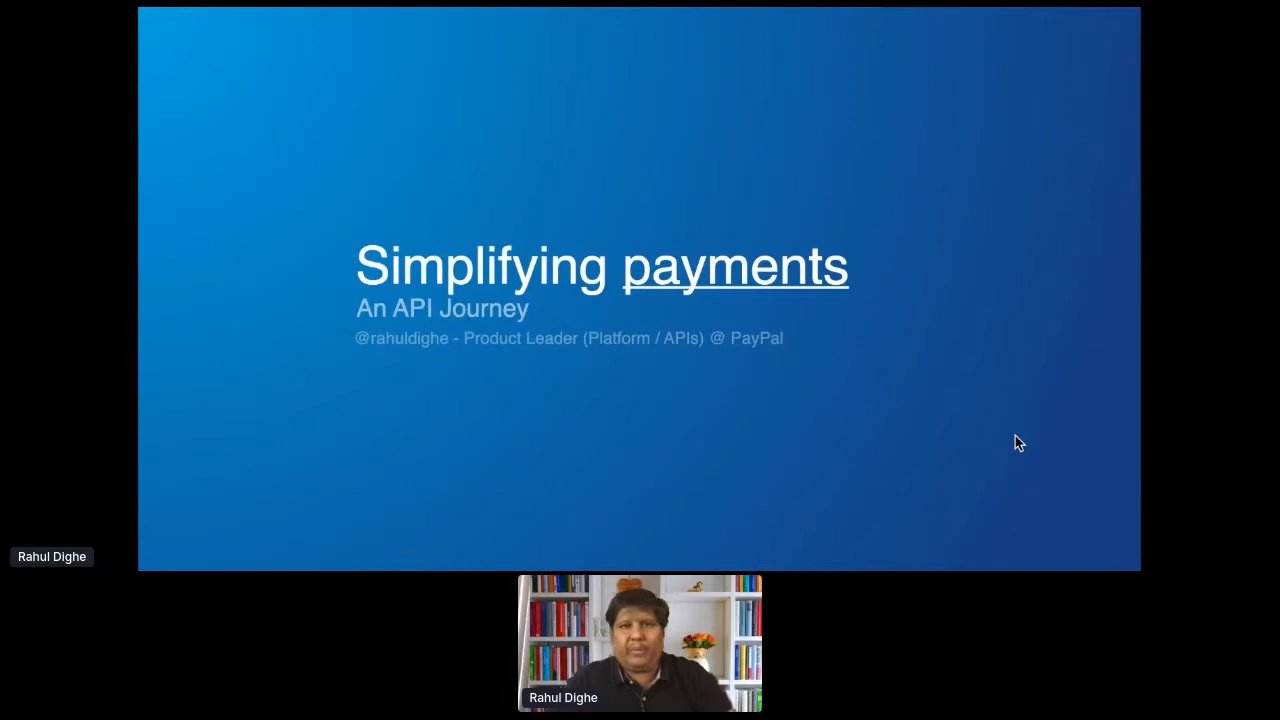 Simplifying payments
An API Journey
@rahuldighe - Product Leader (Platform / APIs) @ PayPal
Rahul Dighe
Rahul Dighe